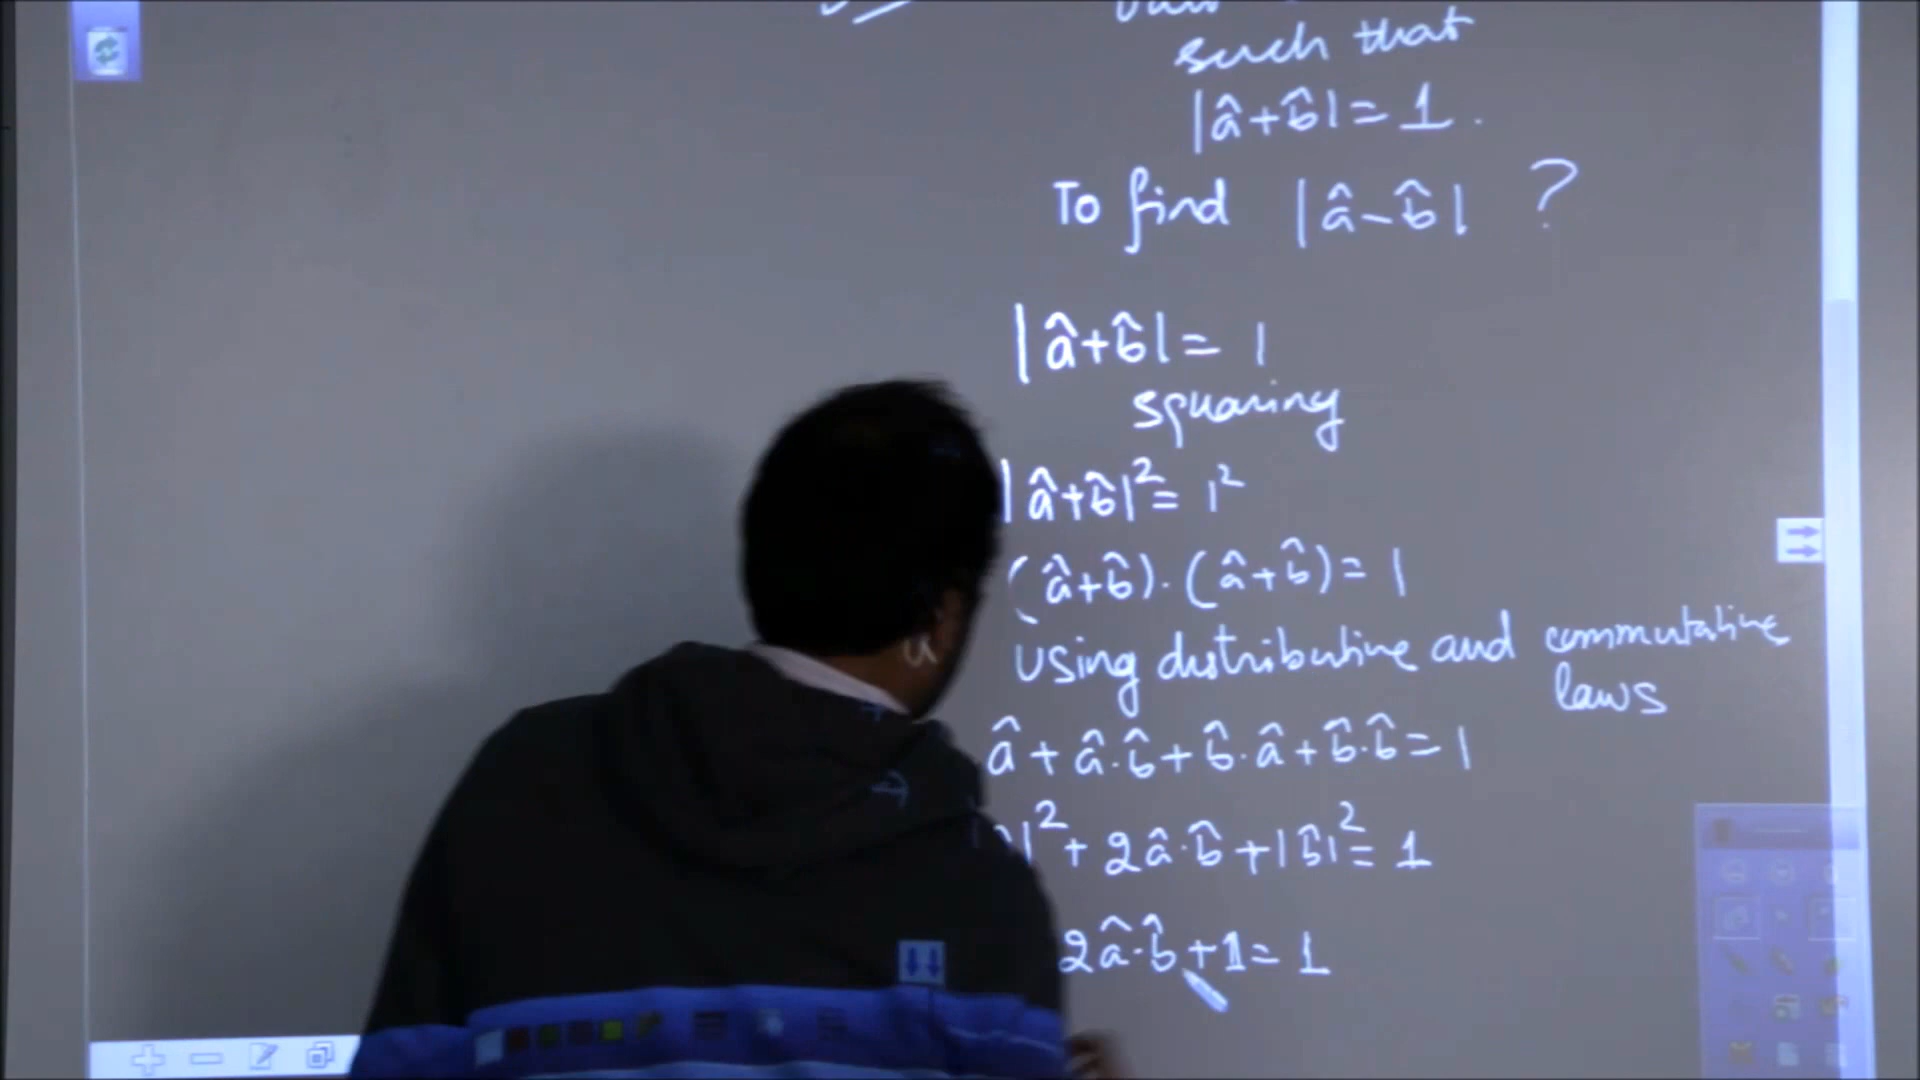 such that
|â+b̂|=1.
To find |â-b̂| ?
|â+b̂|= 1
squaring
|â+b̂|²= 1²
(â+b̂).(â+b̂)= 1
Using distributive and commutative
laws
â + â.b̂ + b̂.â + b̂.b̂ = 1
|² + 2â.b̂ + |b̂|² = 1
2â.b̂ + 1 = 1